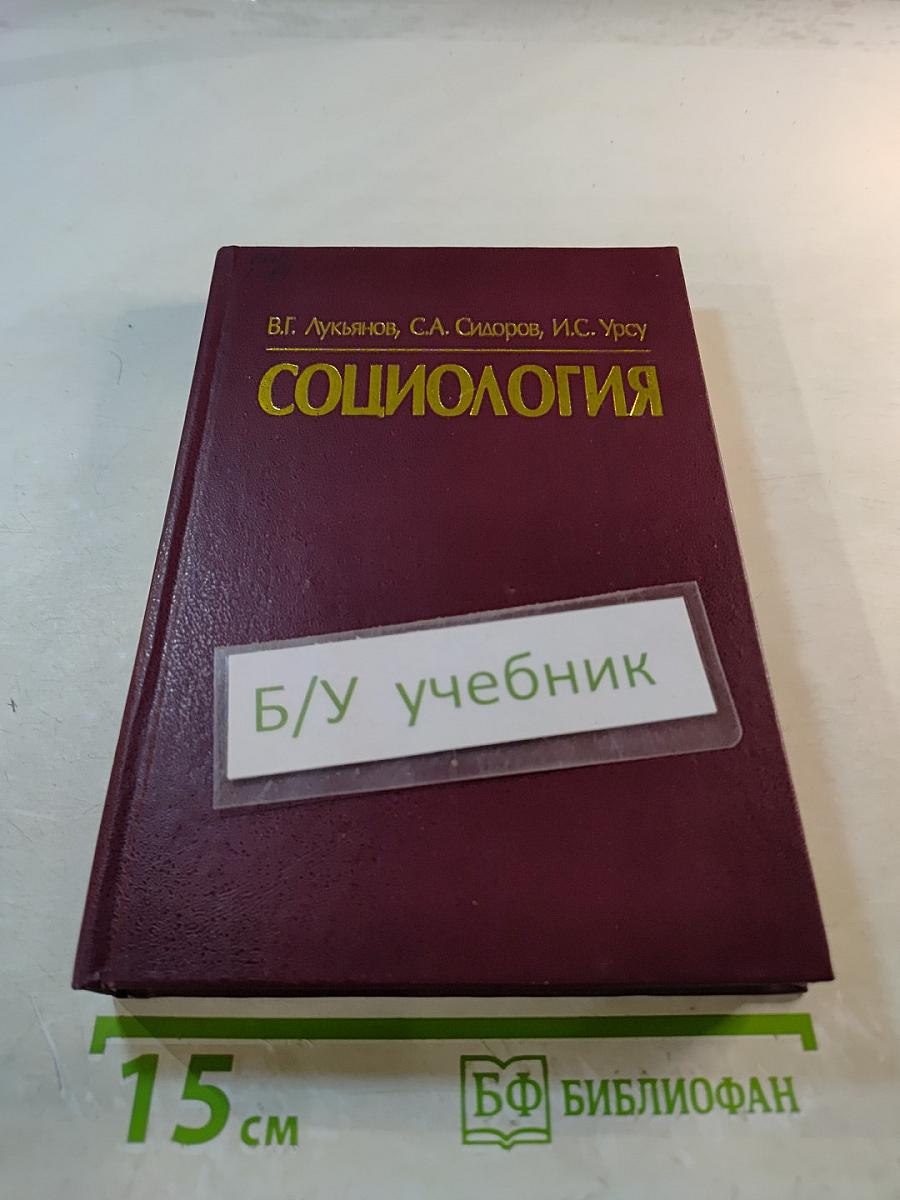 В.Г. Лукьянов, С.А. Сидоров, И.С. Урсу
СОЦИОЛОГИЯ
Б/У учебник
15 см
БФ БИБЛИОФАН